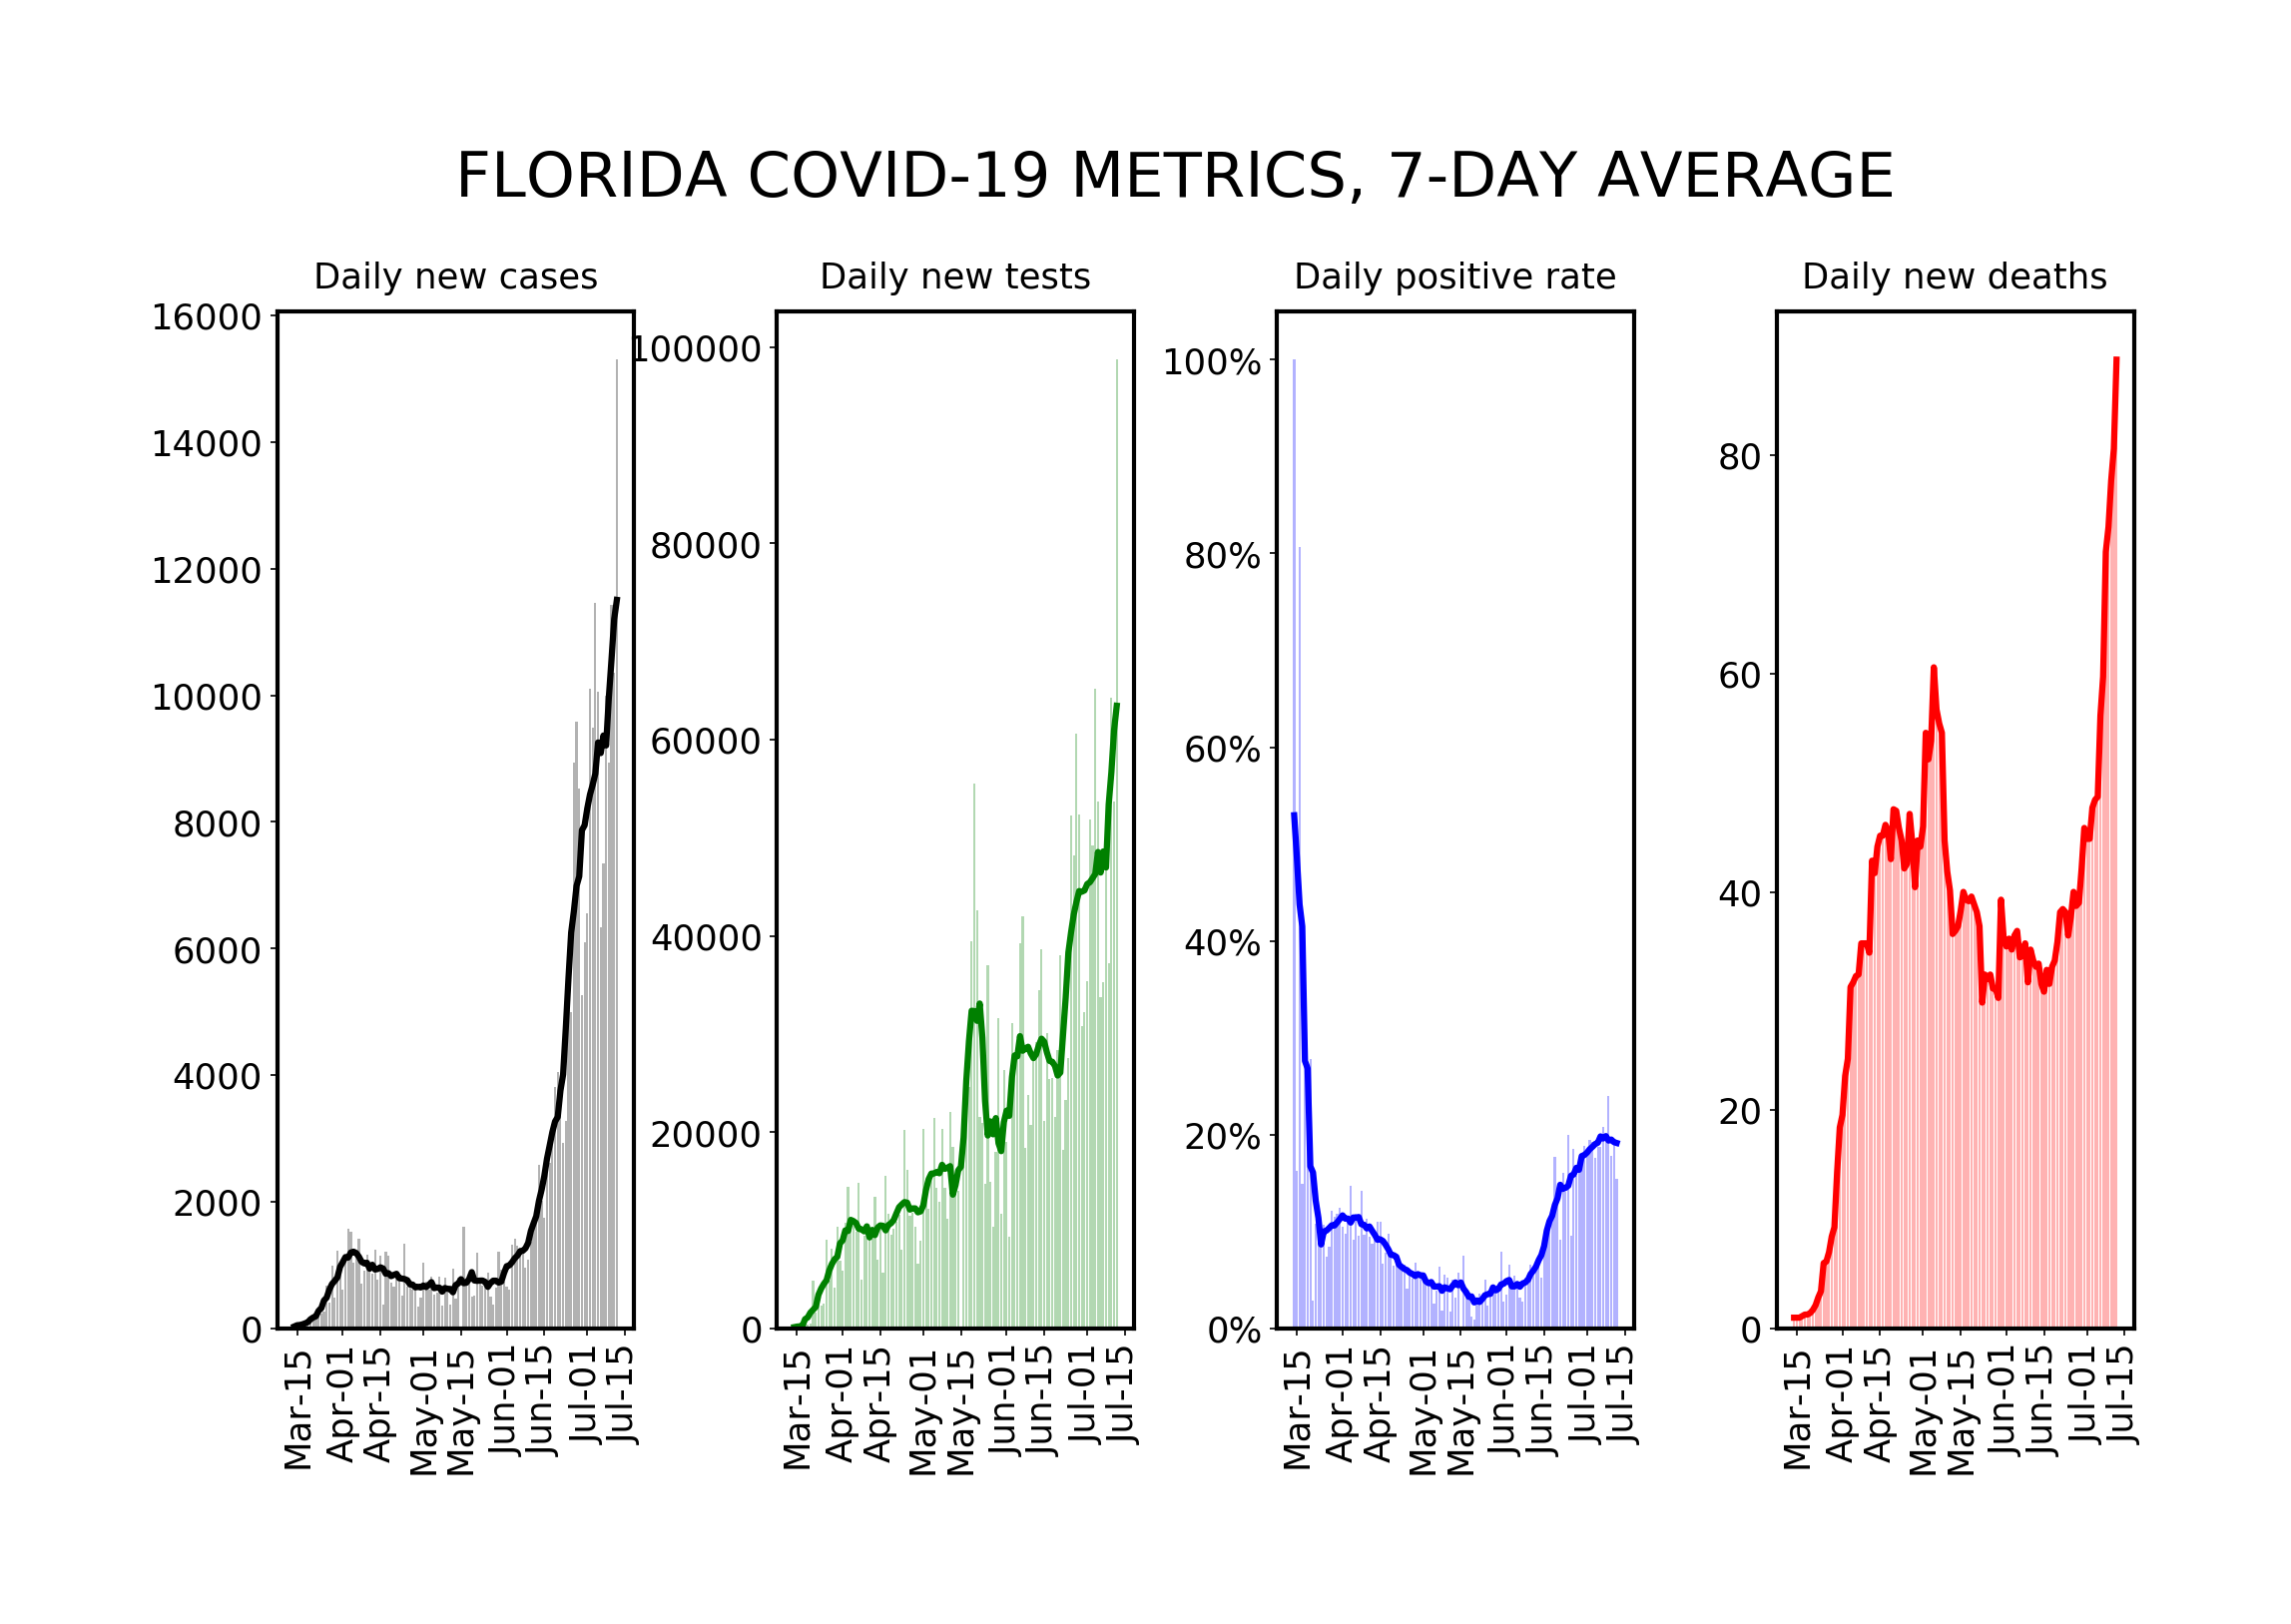 FLORIDA COVID-19 METRICS, 7-DAY AVERAGE
Daily new cases
16000
14000
12000
10000
8000
6000
4000
2000
0
Mar-15
Apr-01
Apr-15
May-01
May-15
Jun-01
Jun-15
Jul-01
Jul-15
Daily new tests
100000
80000
60000
40000
20000
0
Mar-15
Apr-01
Apr-15
May-01
May-15
Jun-01
Jun-15
Jul-01
Jul-15
Daily positive rate
100%
80%
60%
40%
20%
0%
Mar-15
Apr-01
Apr-15
May-01
May-15
Jun-01
Jun-15
Jul-01
Jul-15
Daily new deaths
80
60
40
20
0
Mar-15
Apr-01
Apr-15
May-01
May-15
Jun-01
Jun-15
Jul-01
Jul-15